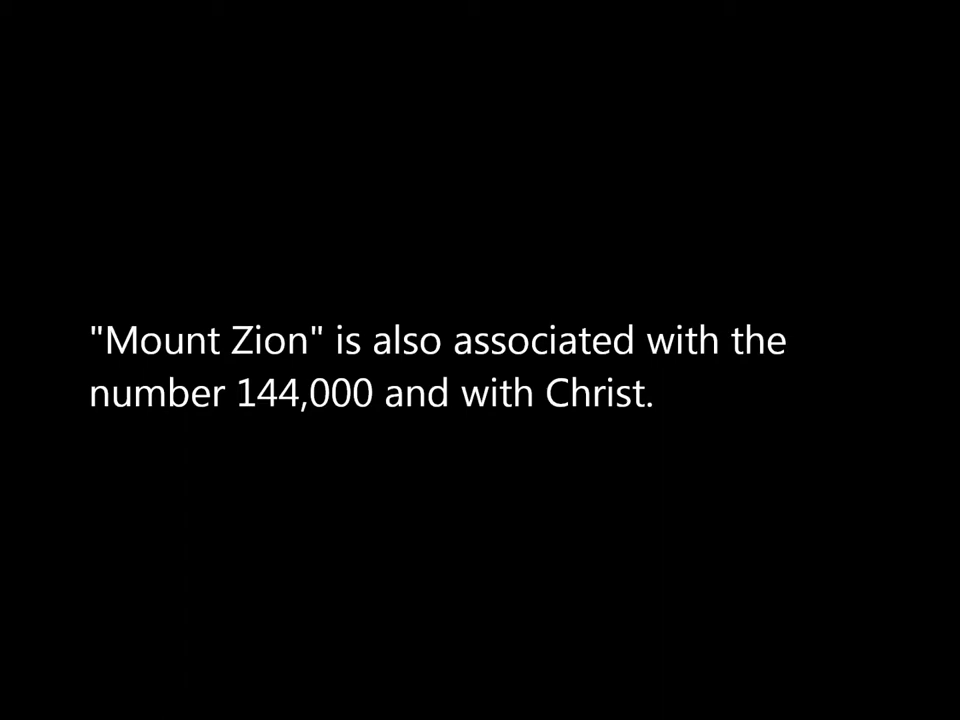 "Mount Zion" is also associated with the
number 144,000 and with Christ.